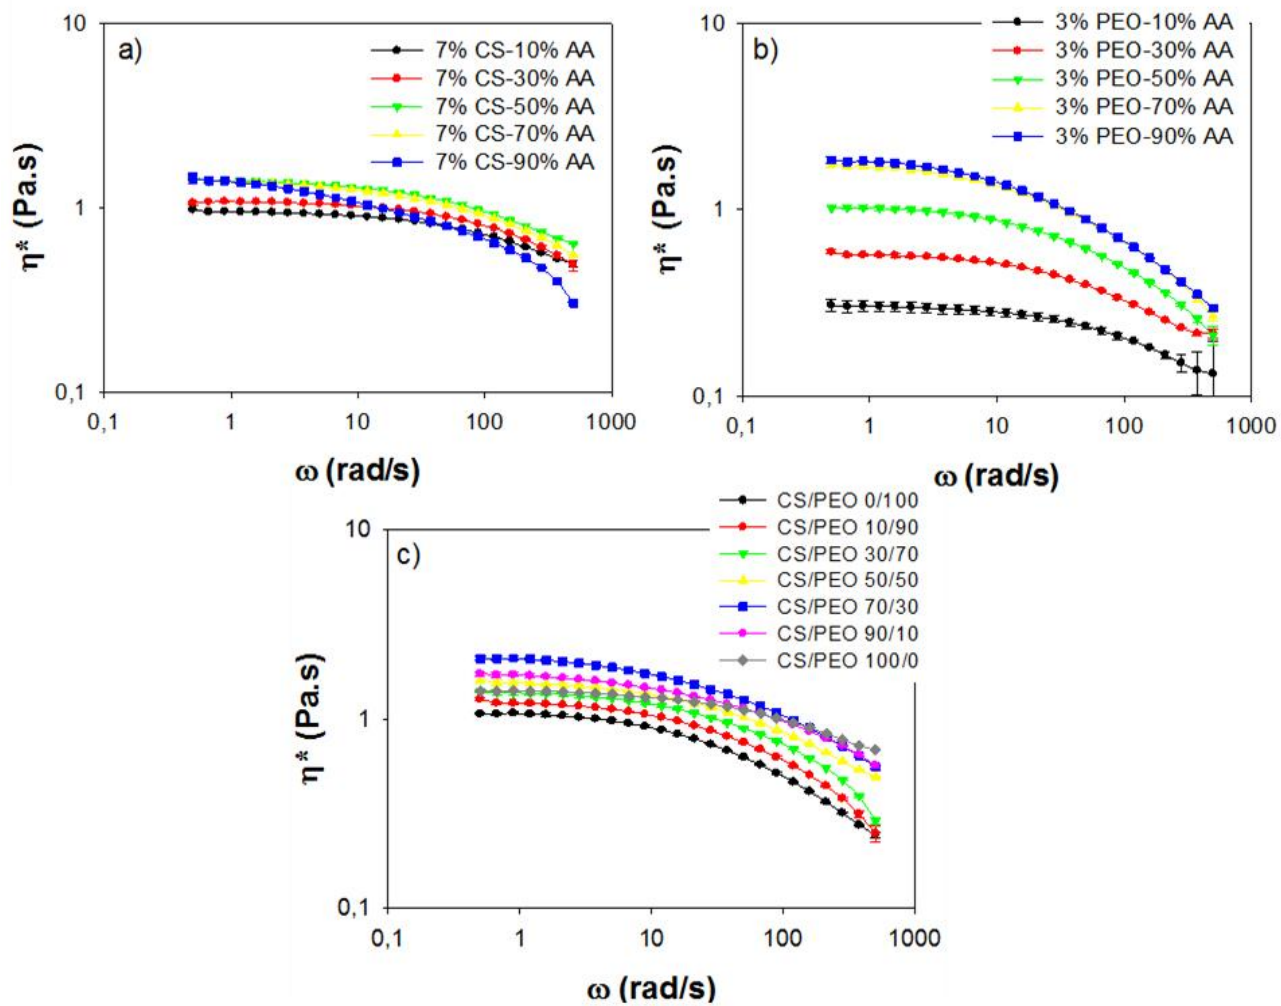 10
a)
7% CS-10% AA
7% CS-30% AA
7% CS-50% AA
7% CS-70% AA
7% CS-90% AA
η* (Pa.s)
1
0,1
0,1 1 10 100 1000
ω (rad/s)
10
b)
3% PEO-10% AA
3% PEO-30% AA
3% PEO-50% AA
3% PEO-70% AA
3% PEO-90% AA
η* (Pa.s)
1
0,1
0,1 1 10 100 1000
ω (rad/s)
10
c)
CS/PEO 0/100
CS/PEO 10/90
CS/PEO 30/70
CS/PEO 50/50
CS/PEO 70/30
CS/PEO 90/10
CS/PEO 100/0
η* (Pa.s)
1
0,1
0,1 1 10 100 1000
ω (rad/s)